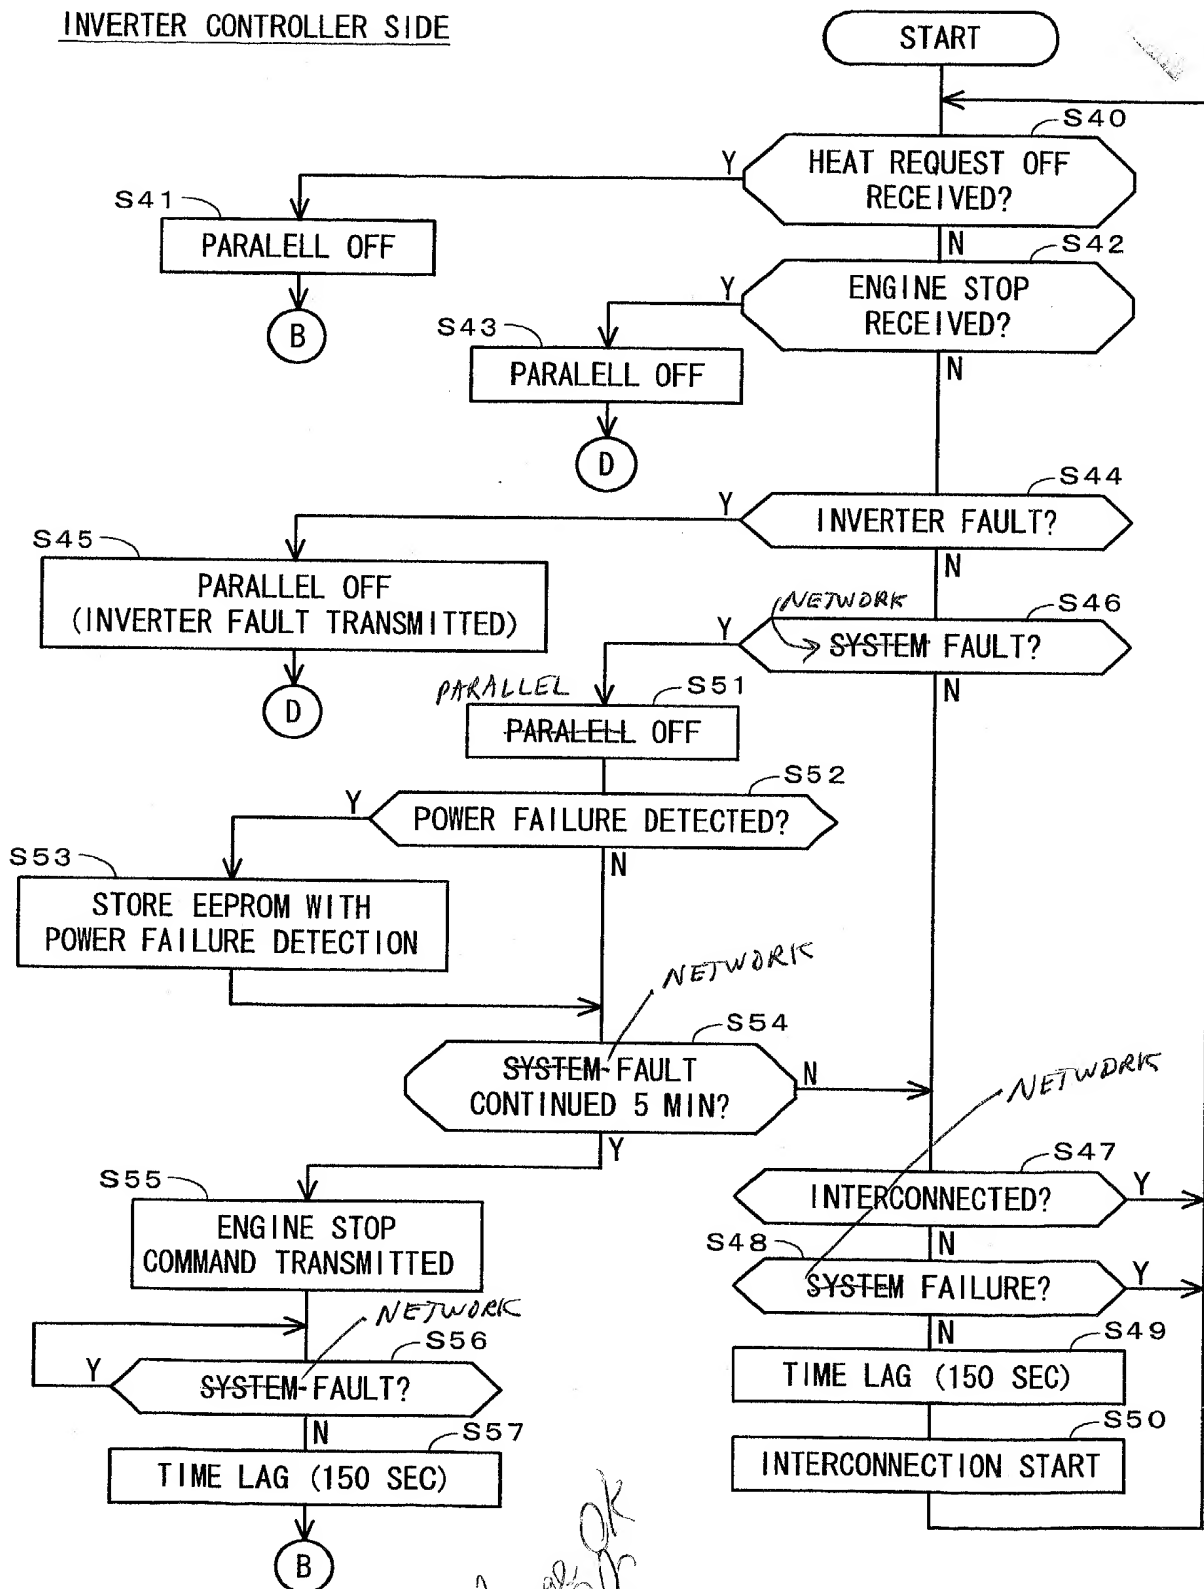 INVERTER CONTROLLER SIDE
START
S40
HEAT REQUEST OFF
RECEIVED?
Y
N
S41
PARALELL OFF
B
S42
ENGINE STOP
RECEIVED?
Y
N
S43
PARALELL OFF
D
S44
INVERTER FAULT?
Y
N
S45
PARALLEL OFF
(INVERTER FAULT TRANSMITTED)
D
NETWORK
S46
SYSTEM FAULT?
Y
N
PARALLEL
S51
PARALELL OFF
S52
POWER FAILURE DETECTED?
Y
N
S53
STORE EEPROM WITH
POWER FAILURE DETECTION
NETWORK
S54
SYSTEM FAULT
CONTINUED 5 MIN?
N
Y
NETWORK
S47
INTERCONNECTED?
Y
N
S48
SYSTEM FAILURE?
Y
N
S49
TIME LAG (150 SEC)
S50
INTERCONNECTION START
S55
ENGINE STOP
COMMAND TRANSMITTED
NETWORK
S56
SYSTEM FAULT?
Y
N
S57
TIME LAG (150 SEC)
B
OK